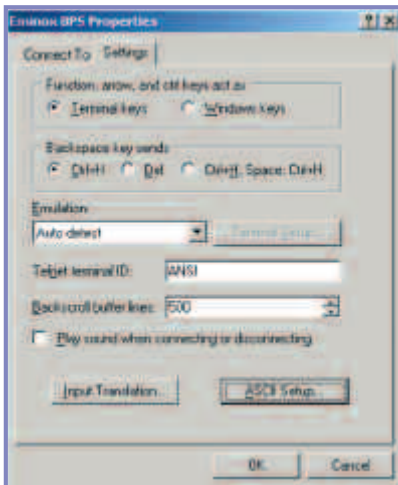 Eminox BPS Properties
Connect To Settings
Function, arrow, and ctrl keys act as
Terminal keys Windows keys
Backspace key sends
Ctrl+H Del Ctrl+H, Space, Ctrl+H
Emulation
Auto detect Terminal Setup...
Telnet terminal ID: ANSI
Backscroll buffer lines: 500
Play sound when connecting or disconnecting
Input Translation... ASCII Setup...
OK Cancel